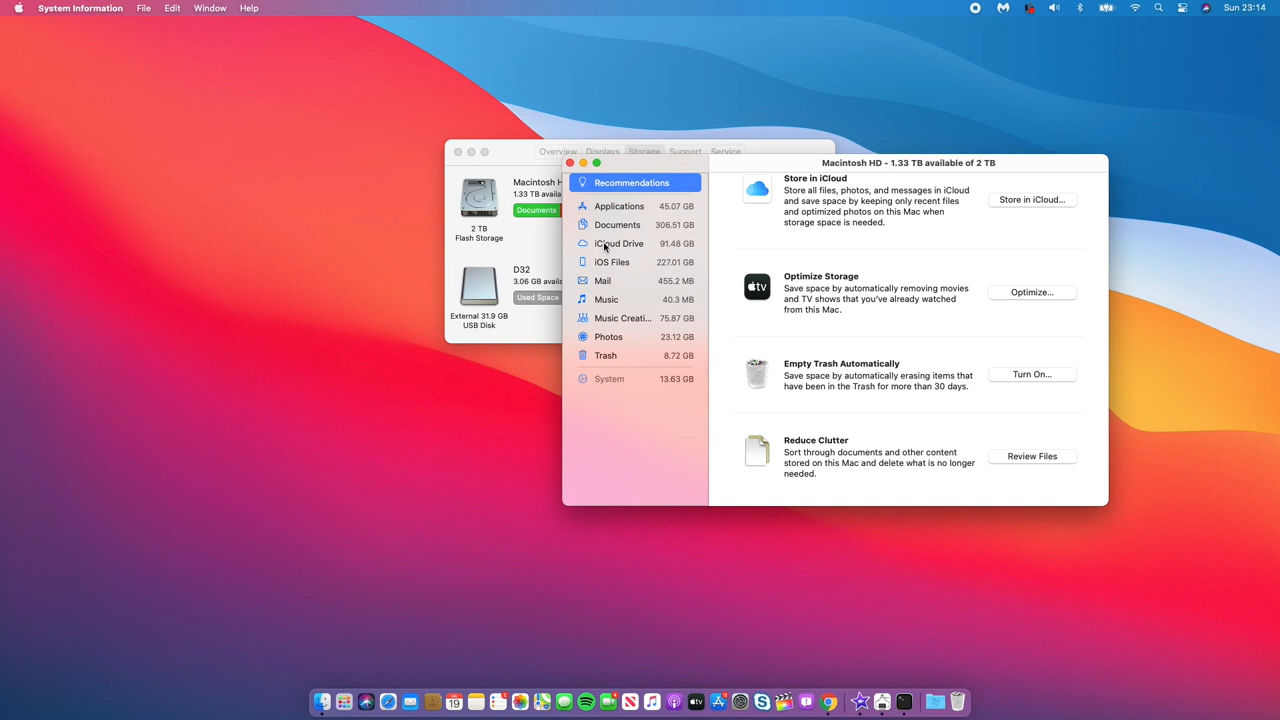 System Information File Edit Window Help
Sun 23:14
Overview Displays Storage Support Service
Macintosh H
1.33 TB availa
Documents
2 TB
Flash Storage
D32
3.06 GB availa
Used Space
External 31.9 GB
USB Disk
Macintosh HD - 1.33 TB available of 2 TB
Recommendations
Applications 45.07 GB
Documents 306.51 GB
iCloud Drive 91.48 GB
iOS Files 227.01 GB
Mail 455.2 MB
Music 40.3 MB
Music Creati... 75.87 GB
Photos 23.12 GB
Trash 8.72 GB
System 13.63 GB
Store in iCloud
Store all files, photos, and messages in iCloud
and save space by keeping only recent files
and optimized photos on this Mac when
storage space is needed.
Store in iCloud...
Optimize Storage
Save space by automatically removing movies
and TV shows that you've already watched
from this Mac.
Optimize...
Empty Trash Automatically
Save space by automatically erasing items that
have been in the Trash for more than 30 days.
Turn On...
Reduce Clutter
Sort through documents and other content
stored on this Mac and delete what is no longer
needed.
Review Files
tv
19
tv